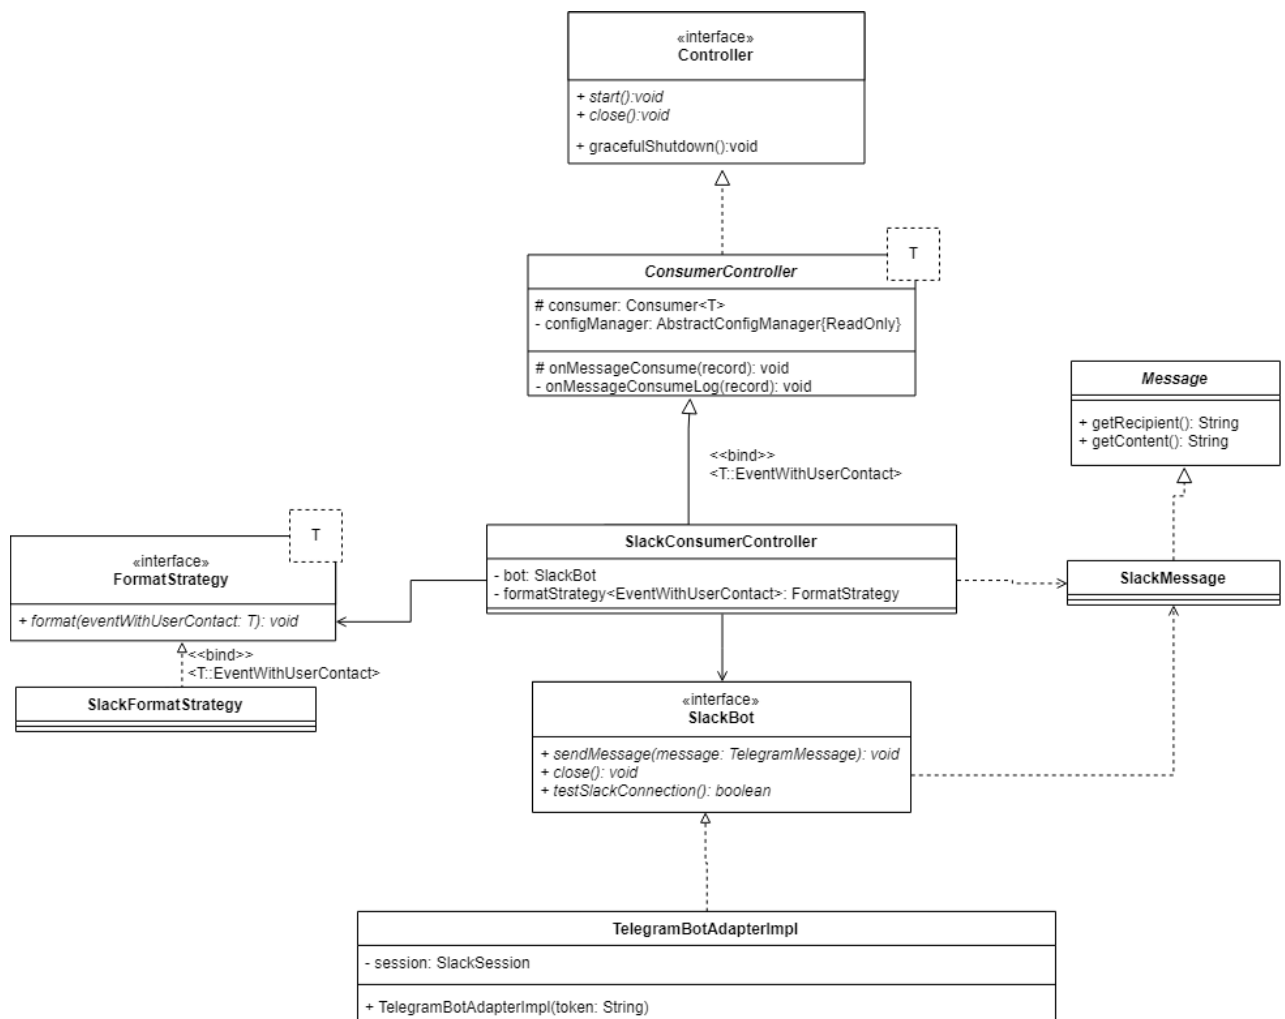 «interface»
Controller
+ start():void
+ close():void
+ gracefulShutdown():void
T
ConsumerController
# consumer: Consumer<T>
- configManager: AbstractConfigManager{ReadOnly}
# onMessageConsume(record): void
- onMessageConsumeLog(record): void
Message
+ getRecipient(): String
+ getContent(): String
<<bind>>
<T::EventWithUserContact>
T
«interface»
FormatStrategy
+ format(eventWithUserContact: T): void
SlackConsumerController
- bot: SlackBot
- formatStrategy<EventWithUserContact>: FormatStrategy
SlackMessage
<<bind>>
<T::EventWithUserContact>
SlackFormatStrategy
«interface»
SlackBot
+ sendMessage(message: TelegramMessage): void
+ close(): void
+ testSlackConnection(): boolean
TelegramBotAdapterImpl
- session: SlackSession
+ TelegramBotAdapterImpl(token: String)